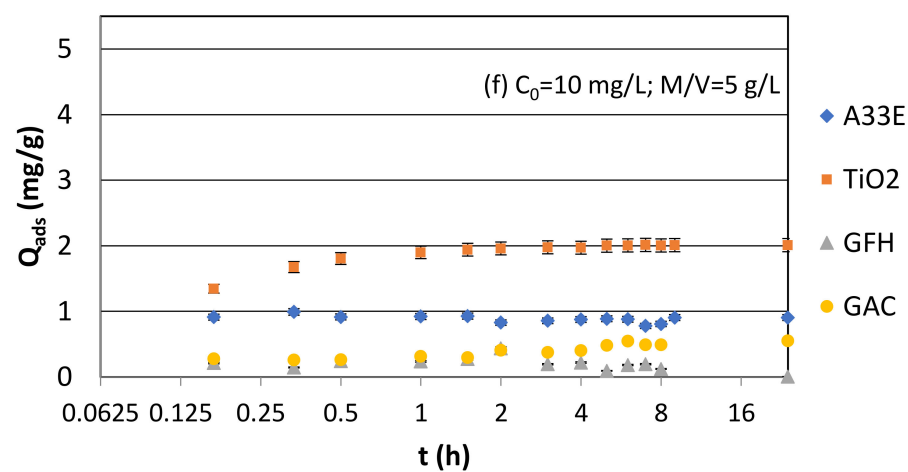 5
(f) C₀=10 mg/L; M/V=5 g/L
4
3
2
1
0
Q_ads (mg/g)
0.0625 0.125 0.25 0.5 1 2 4 8 16
t (h)
A33E
TiO2
GFH
GAC